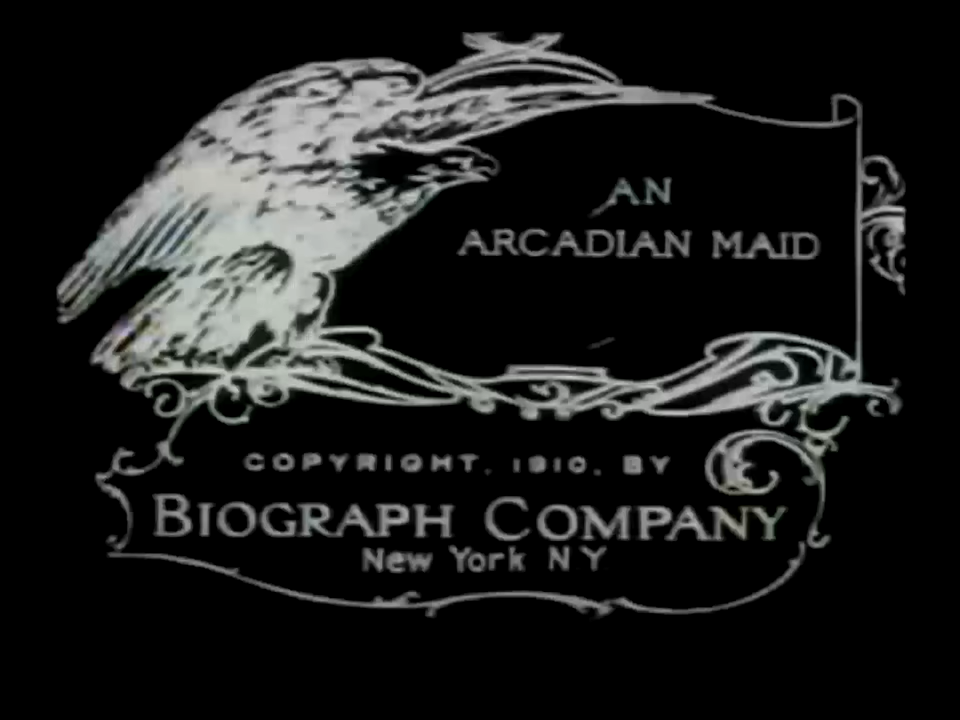 AN
ARCADIAN MAID
COPYRIGHT, 1910, BY
BIOGRAPH COMPANY
New York N Y